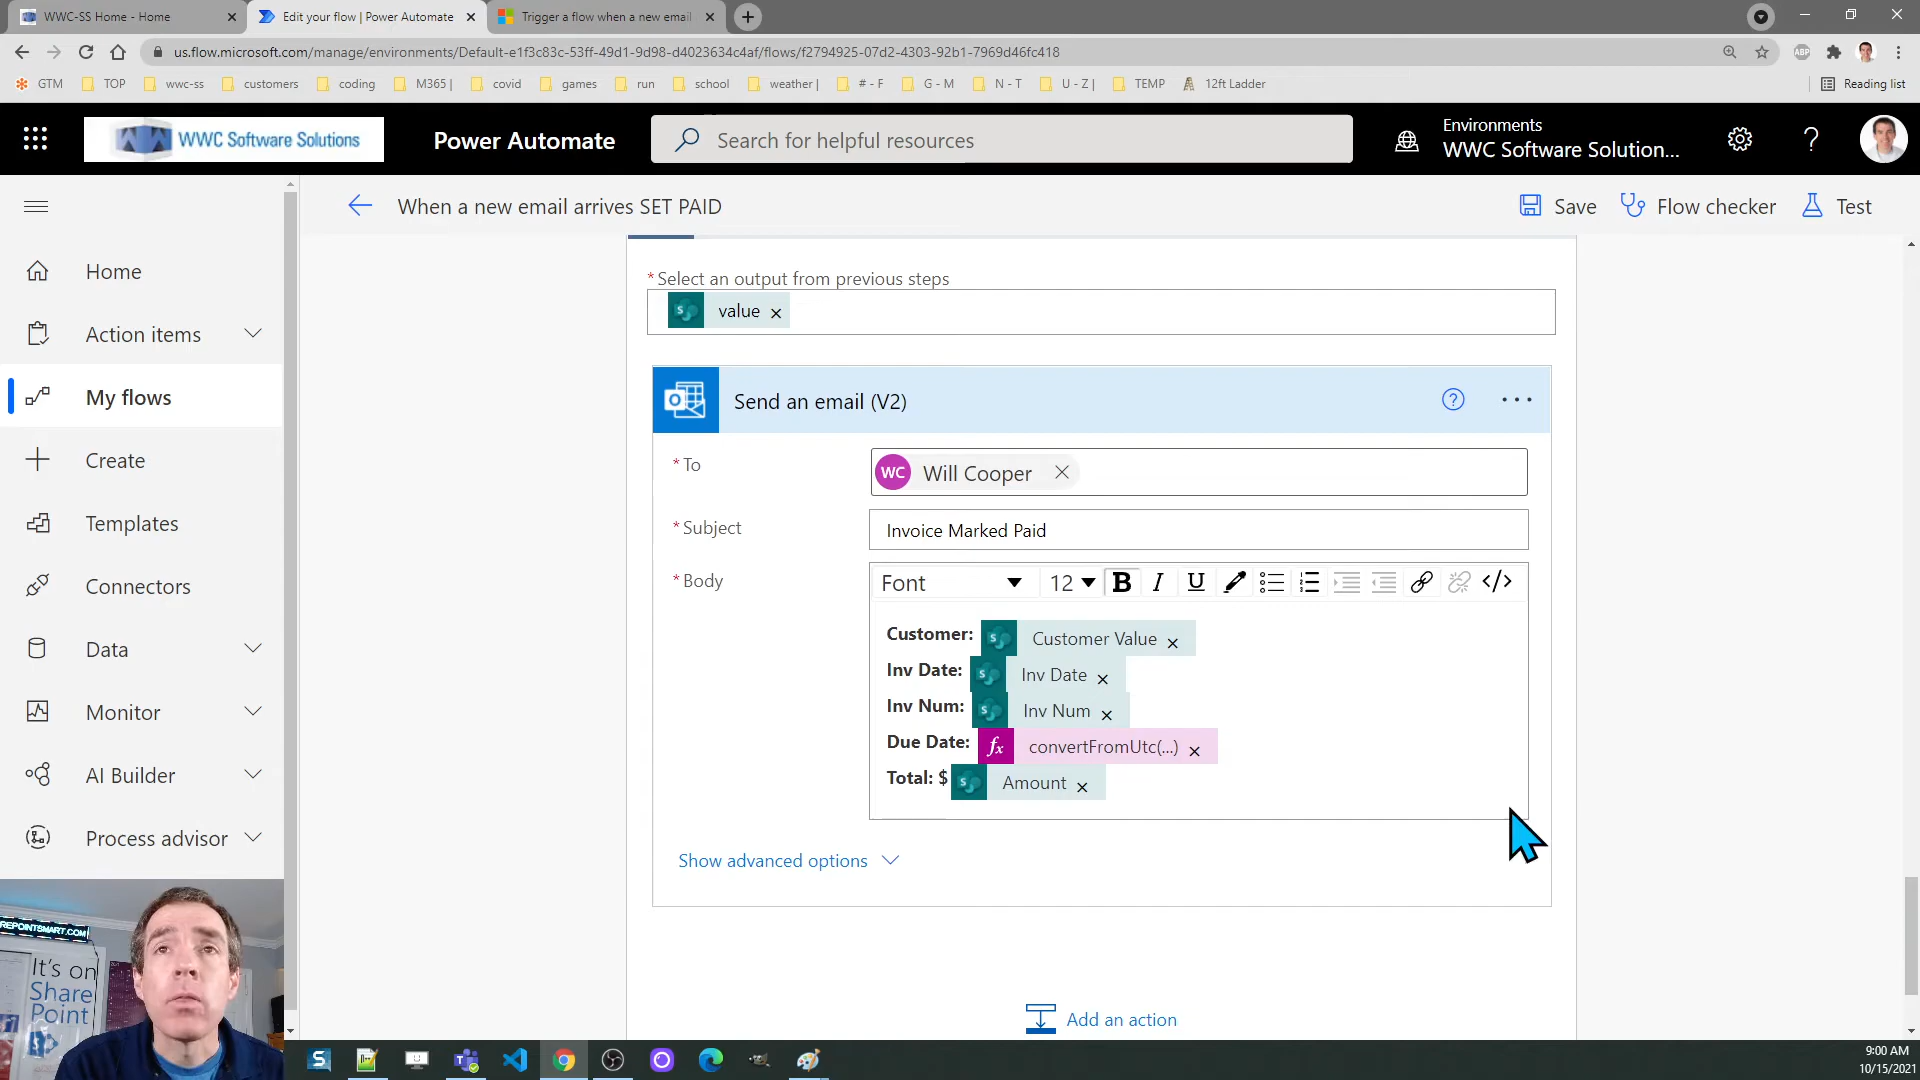 WWC-SS Home - Home
Edit your flow | Power Automate
Trigger a flow when a new email
us.flow.microsoft.com/manage/environments/Default-e1f3c83c-53ff-49d1-9d98-d4023634c4af/flows/f2794925-07d2-4303-92b1-7969d46fc418
ABP
GTM
TOP
wwc-ss
customers
coding
M365 |
covid
games
run
school
weather |
# - F
G - M
N - T
U - Z |
TEMP
12ft Ladder
Reading list
WWC Software Solutions
Power Automate
Search for helpful resources
Environments
WWC Software Solution...
?
When a new email arrives SET PAID
Save
Flow checker
Test
Home
Action items
My flows
Create
Templates
Connectors
Data
Monitor
AI Builder
Process advisor
* Select an output from previous steps
value
Send an email (V2)
* To
WC Will Cooper
* Subject
Invoice Marked Paid
* Body
Font
12
B I U
</>
Customer: Customer Value
Inv Date: Inv Date
Inv Num: Inv Num
Due Date: fx convertFromUtc(...)
Total: $ Amount
Show advanced options
Add an action
REPOINTSMART.COM
It's on
Share
Point
9:00 AM
10/15/2021